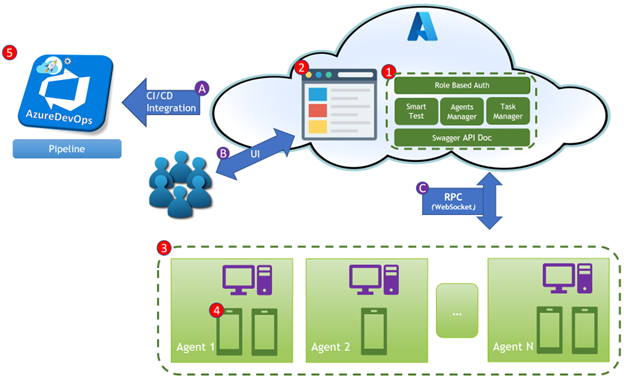 5
AzureDevOps
Pipeline
CI/CD
Integration
A
2
1
Role Based Auth
Smart
Test
Agents
Manager
Task
Manager
Swagger API Doc
B
UI
C
RPC
(WebSocket)
3
4
Agent 1
Agent 2
...
Agent N